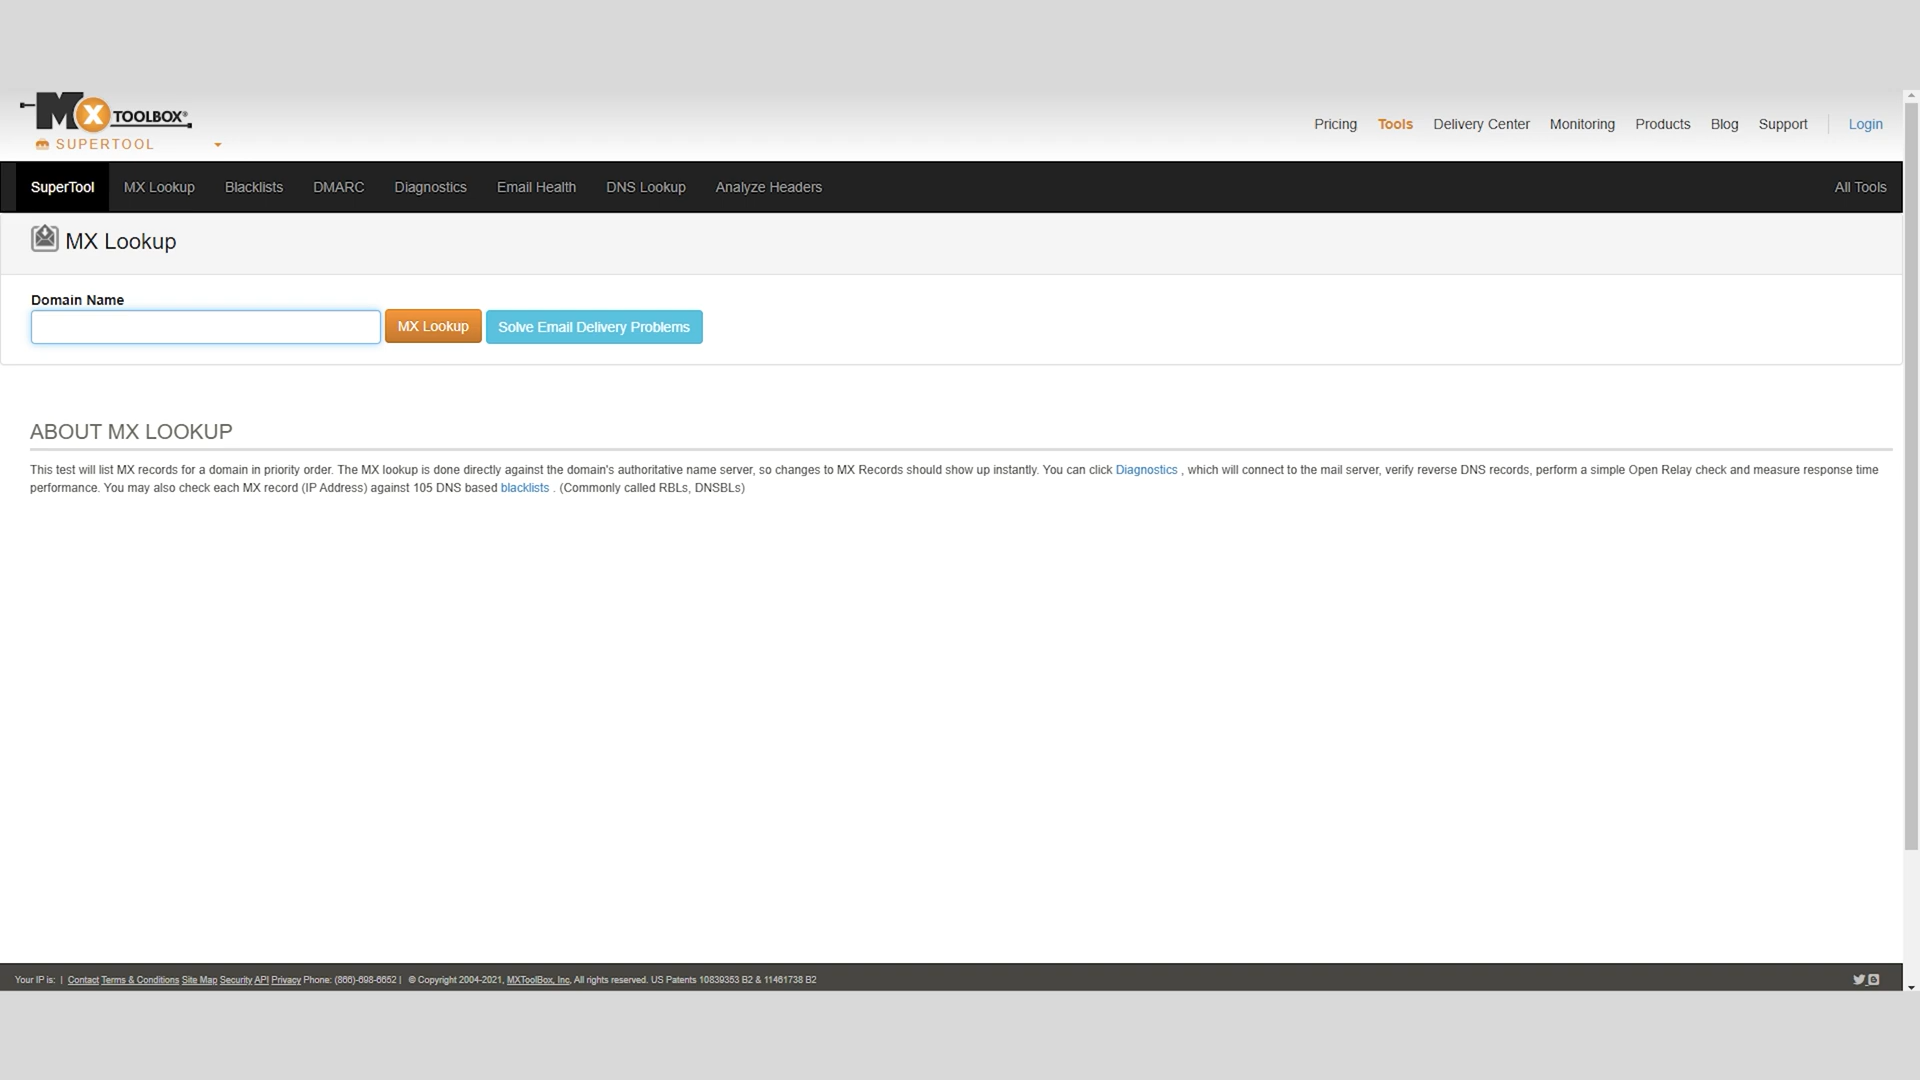 MX TOOLBOX®
SUPERTOOL
Pricing Tools Delivery Center Monitoring Products Blog Support Login
SuperTool MX Lookup Blacklists DMARC Diagnostics Email Health DNS Lookup Analyze Headers All Tools
MX Lookup
Domain Name
MX Lookup Solve Email Delivery Problems
ABOUT MX LOOKUP
This test will list MX records for a domain in priority order. The MX lookup is done directly against the domain's authoritative name server, so changes to MX Records should show up instantly. You can click Diagnostics , which will connect to the mail server, verify reverse DNS records, perform a simple Open Relay check and measure response time
performance. You may also check each MX record (IP Address) against 105 DNS based blacklists . (Commonly called RBLs, DNSBLs)
Your IP is: | Contact Terms & Conditions Site Map Security API Privacy Phone: (866)-698-6652 | © Copyright 2004-2021, MXToolBox, Inc, All rights reserved. US Patents 10839353 B2 & 11461738 B2